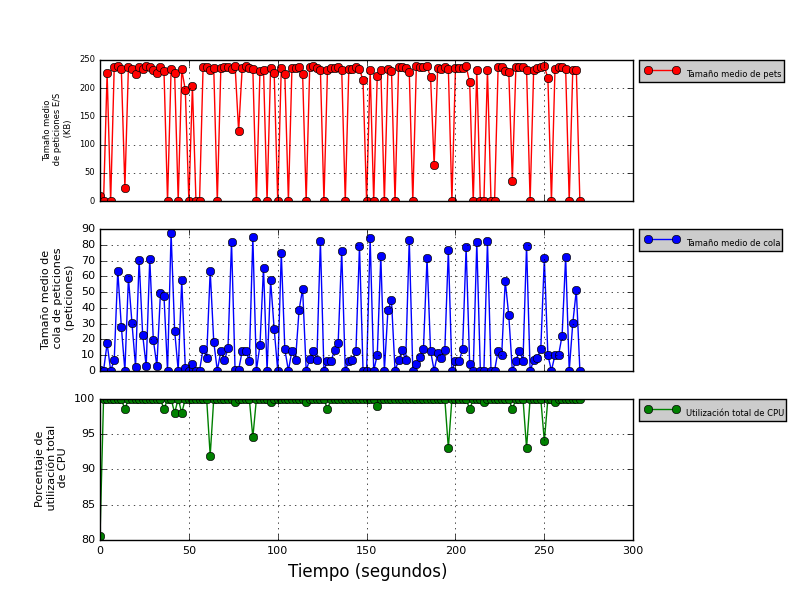 250
200
150
100
50
0
Tamaño medio
de peticiones E/S
(KB)
Tamaño medio de pets
90
80
70
60
50
40
30
20
10
0
Tamaño medio de
cola de peticiones
(peticiones)
Tamaño medio de cola
100
95
90
85
80
Porcentaje de
utilización total
de CPU
Utilización total de CPU
0 50 100 150 200 250 300
Tiempo (segundos)